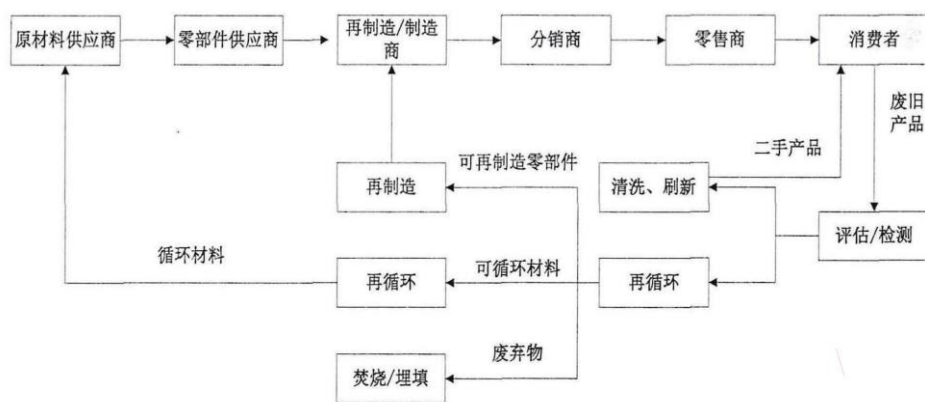 原材料供应商
零部件供应商
再制造/制造
商
分销商
零售商
消费者
废旧
产品
二手产品
可再制造零部件
再制造
清洗、刷新
评估/检测
循环材料
再循环
可循环材料
再循环
废弃物
焚烧/埋填